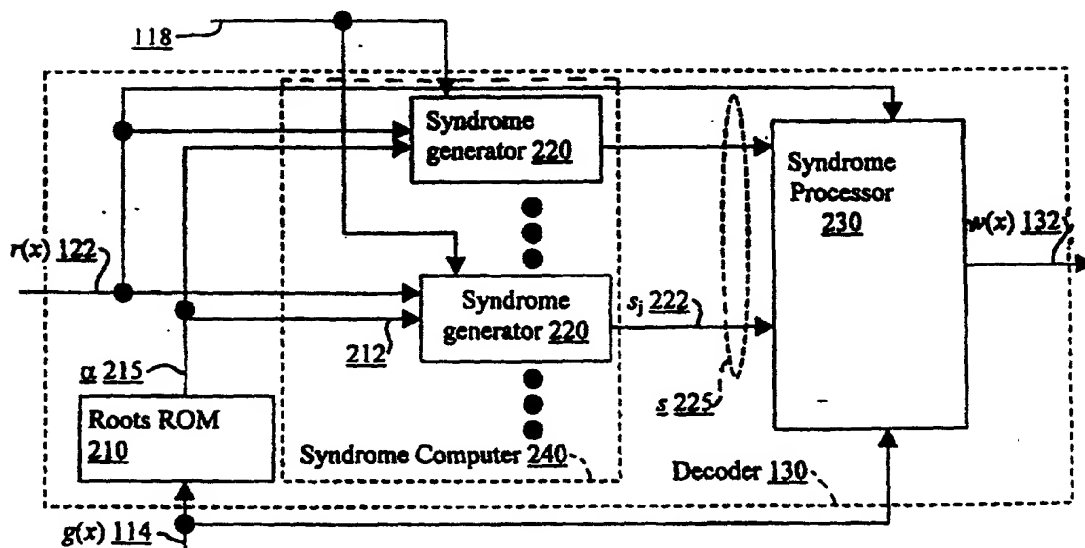 118
Syndrome
generator 220
Syndrome
Processor
230
r(x) 122
w(x) 132
Syndrome
generator 220
s_j 222
212
α 215
s 225
Roots ROM
210
Syndrome Computer 240
Decoder 130
g(x) 114